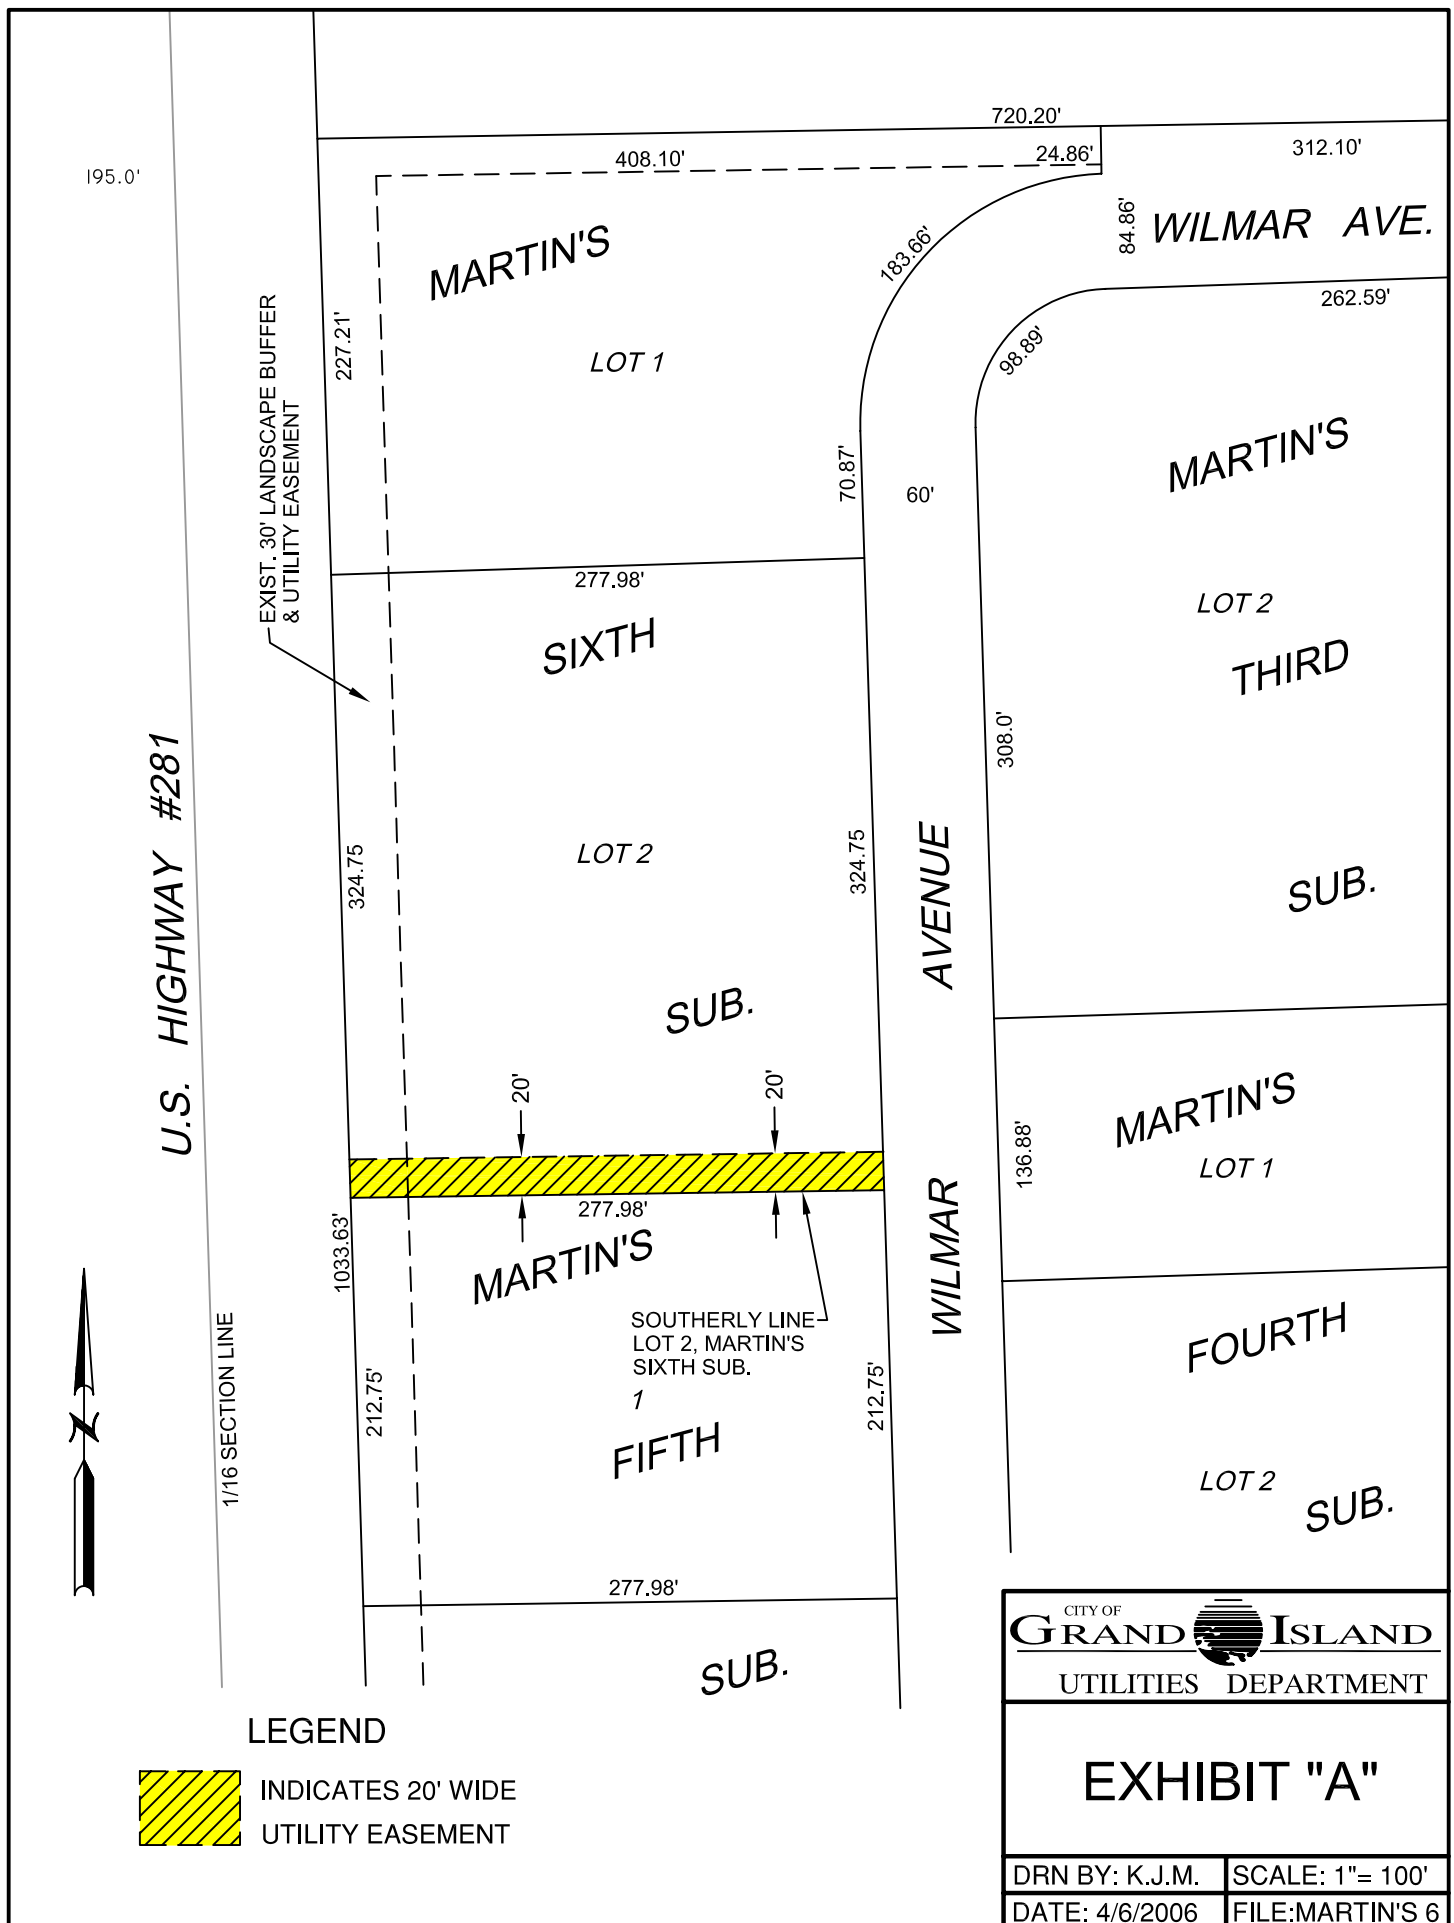 720.20'
408.10'
24.86'
312.10'
195.0'
84.86'
WILMAR AVE.
183.66'
MARTIN'S
262.59'
227.21'
LOT 1
98.89'
EXIST. 30' LANDSCAPE BUFFER
& UTILITY EASEMENT
MARTIN'S
70.87'
60'
277.98'
LOT 2
SIXTH
THIRD
308.0'
U.S. HIGHWAY #281
324.75
LOT 2
324.75
WILMAR AVENUE
SUB.
SUB.
20'
20'
MARTIN'S
136.88'
LOT 1
277.98'
1033.63'
MARTIN'S
SOUTHERLY LINE
LOT 2, MARTIN'S
SIXTH SUB.
1
FOURTH
1/16 SECTION LINE
212.75'
212.75'
FIFTH
N
LOT 2
SUB.
277.98'
SUB.
CITY OF
GRAND ISLAND
UTILITIES DEPARTMENT
LEGEND
INDICATES 20' WIDE
UTILITY EASEMENT
EXHIBIT "A"
DRN BY: K.J.M.
SCALE: 1"= 100'
DATE: 4/6/2006
FILE:MARTIN'S 6